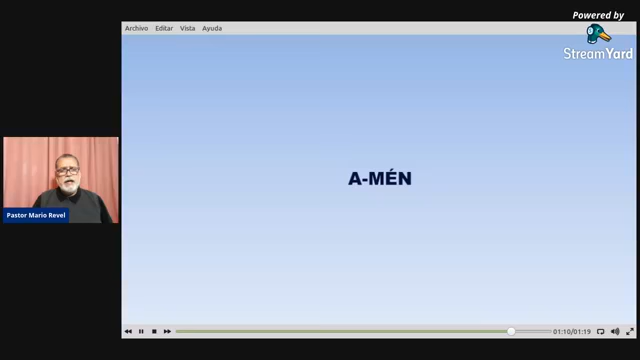 Powered by
StreamYard
Archivo Editar Vista Ayuda
A-MÉN
Pastor Mario Revel
01:10/01:19